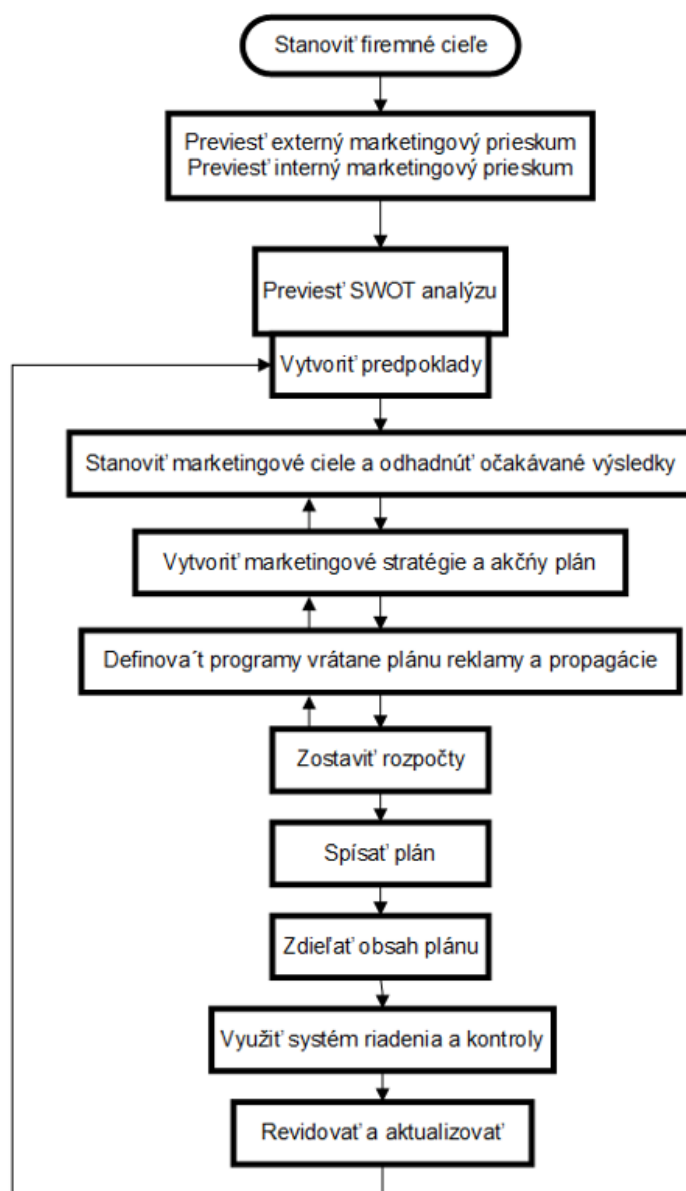 Stanoviť firemné cieľe
Previesť externý marketingový prieskum
Previesť interný marketingový prieskum
Previesť SWOT analýzu
Vytvoriť predpoklady
Stanoviť marketingové ciele a odhadnúť očakávané výsledky
Vytvoriť marketingové stratégie a akčńy plán
Definova´t programy vrátane plánu reklamy a propagácie
Zostaviť rozpočty
Spísať plán
Zdieľať obsah plánu
Využiť systém riadenia a kontroly
Revidovať a aktualizovať